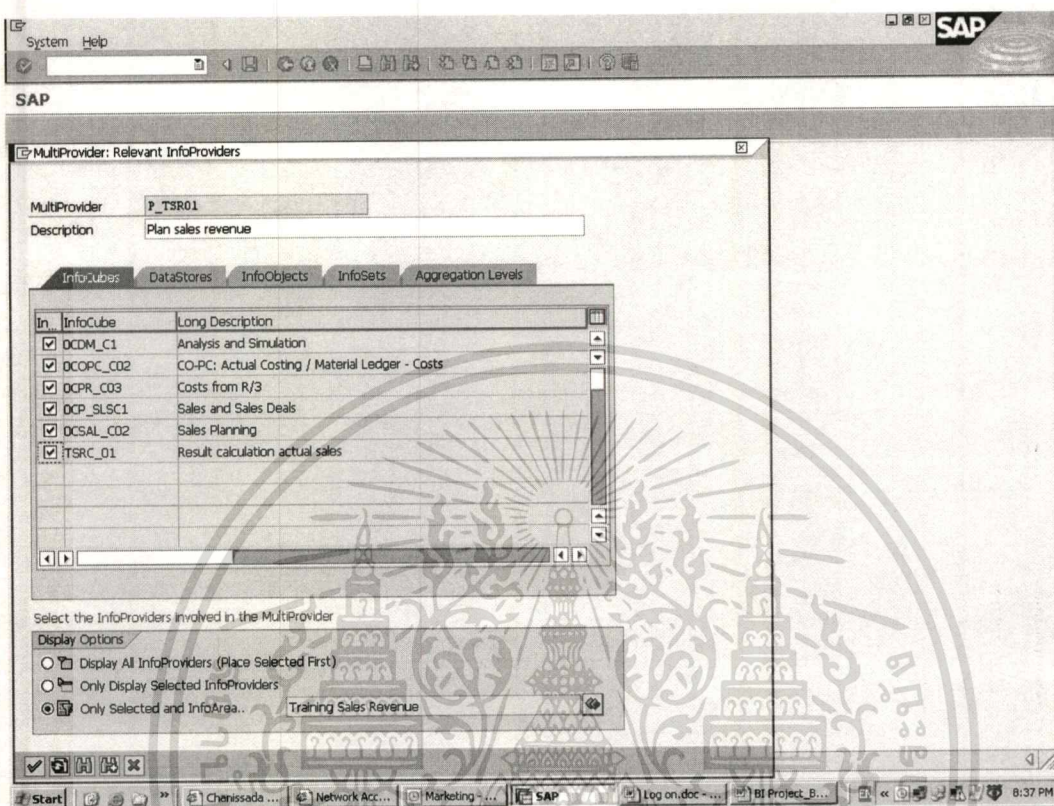 System Help
SAP
SAP
MultiProvider: Relevant InfoProviders
MultiProvider P_TSR01
Description Plan sales revenue
InfoCubes DataStores InfoObjects InfoSets Aggregation Levels
In... InfoCube Long Description
0CDM_C1 Analysis and Simulation
0COPC_C02 CO-PC: Actual Costing / Material Ledger - Costs
0CPR_C03 Costs from R/3
0CP_SLSC1 Sales and Sales Deals
0CSAL_C02 Sales Planning
TSRC_01 Result calculation actual sales
Select the InfoProviders involved in the MultiProvider
Display Options
Display All InfoProviders (Place Selected First)
Only Display Selected InfoProviders
Only Selected and InfoArea.. Training Sales Revenue
Start » Chanissada ... Network Acc... Marketing - ... SAP Log on.doc - ... BI Project_B... « 8:37 PM